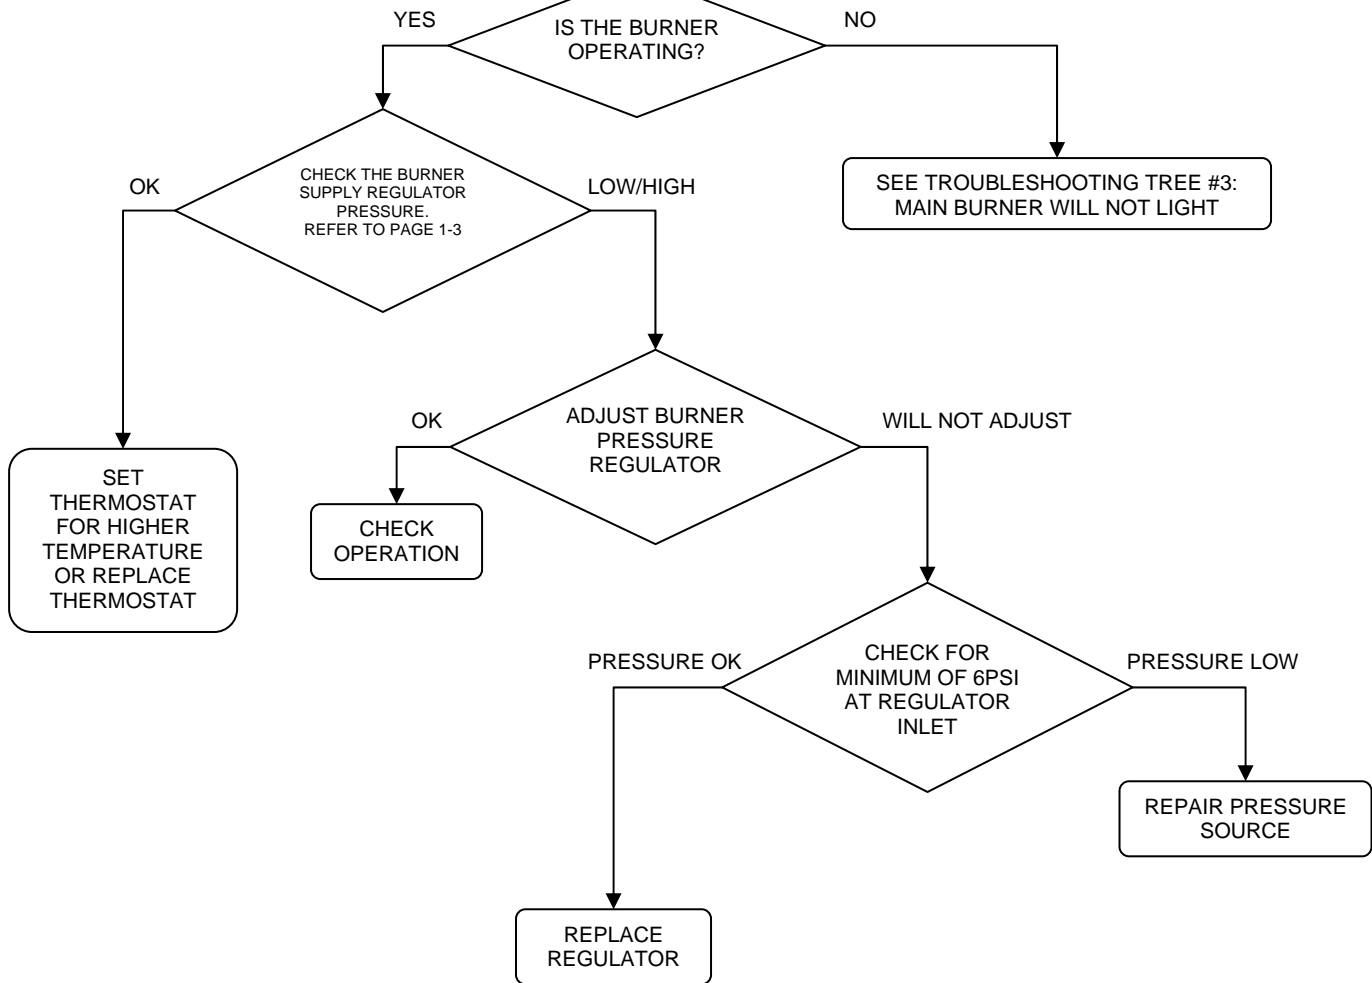 YES
IS THE BURNER
OPERATING?
NO
OK
CHECK THE BURNER
SUPPLY REGULATOR
PRESSURE.
REFER TO PAGE 1-3
LOW/HIGH
SEE TROUBLESHOOTING TREE #3:
MAIN BURNER WILL NOT LIGHT
OK
ADJUST BURNER
PRESSURE
REGULATOR
WILL NOT ADJUST
SET
THERMOSTAT
FOR HIGHER
TEMPERATURE
OR REPLACE
THERMOSTAT
CHECK
OPERATION
PRESSURE OK
CHECK FOR
MINIMUM OF 6PSI
AT REGULATOR
INLET
PRESSURE LOW
REPAIR PRESSURE
SOURCE
REPLACE
REGULATOR